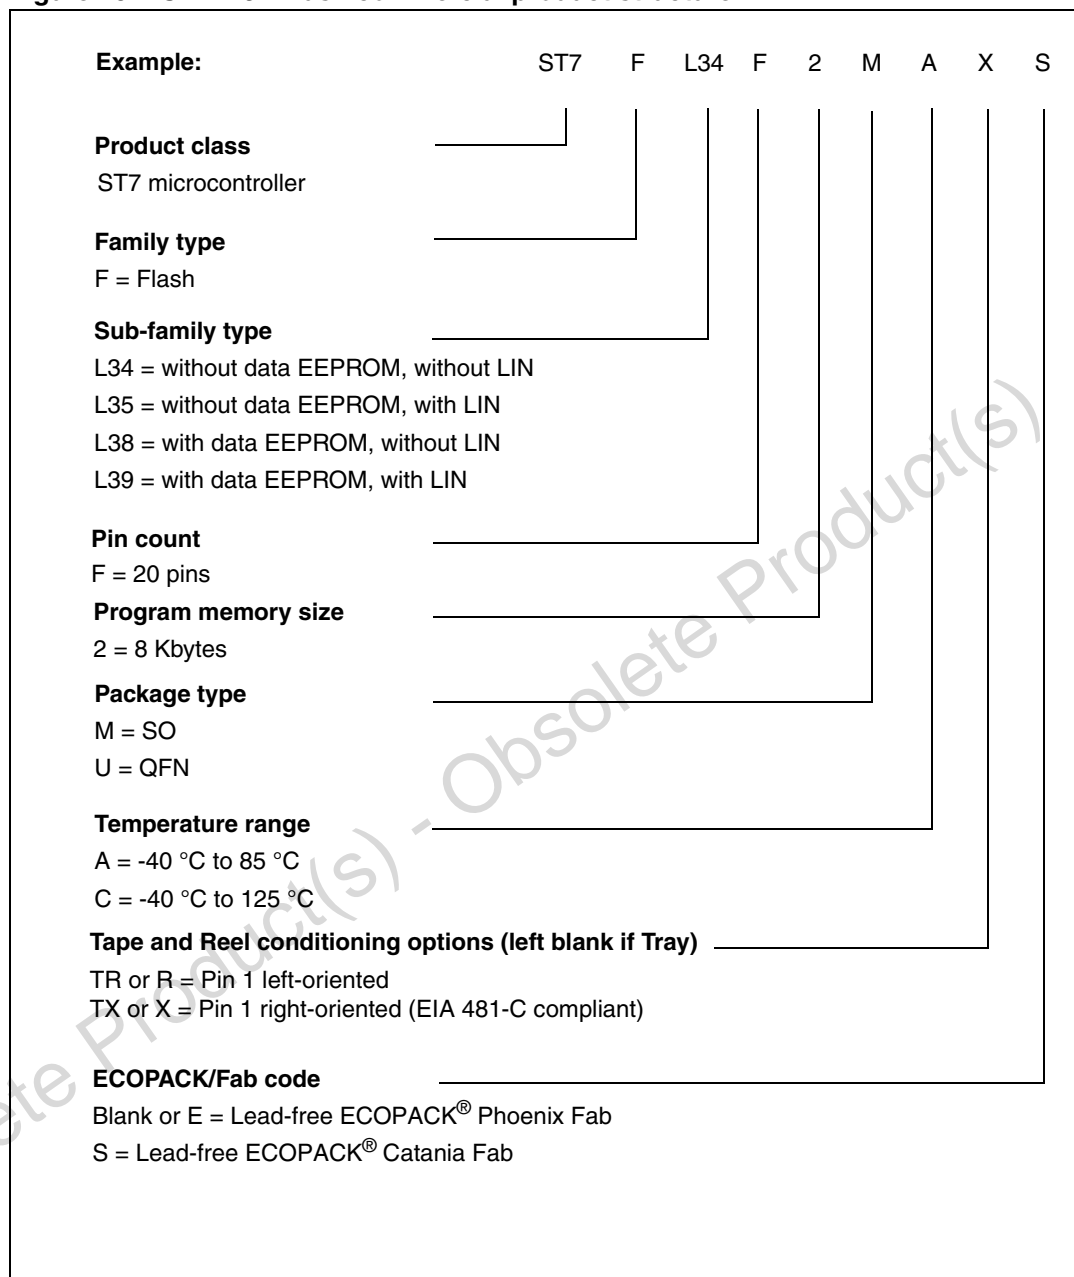 Example: ST7 F L34 F 2 M A X S
Product class
ST7 microcontroller
Family type
F = Flash
Sub-family type
L34 = without data EEPROM, without LIN
L35 = without data EEPROM, with LIN
L38 = with data EEPROM, without LIN
L39 = with data EEPROM, with LIN
Pin count
F = 20 pins
Program memory size
2 = 8 Kbytes
Package type
M = SO
U = QFN
Temperature range
A = -40 °C to 85 °C
C = -40 °C to 125 °C
Tape and Reel conditioning options (left blank if Tray)
TR or R = Pin 1 left-oriented
TX or X = Pin 1 right-oriented (EIA 481-C compliant)
ECOPACK/Fab code
Blank or E = Lead-free ECOPACK® Phoenix Fab
S = Lead-free ECOPACK® Catania Fab
ete Product(s) - Obsolete Product(s)